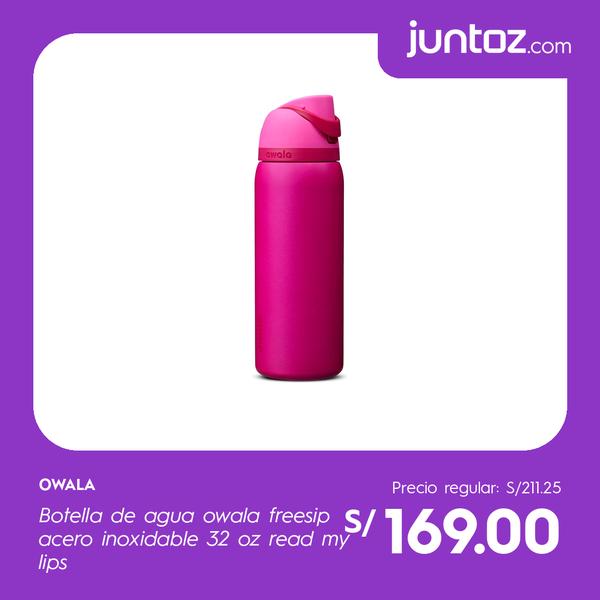 juntoz.com
owala
OWALA
Botella de agua owala freesip
acero inoxidable 32 oz read my
lips
Precio regular: S/211.25
S/169.00